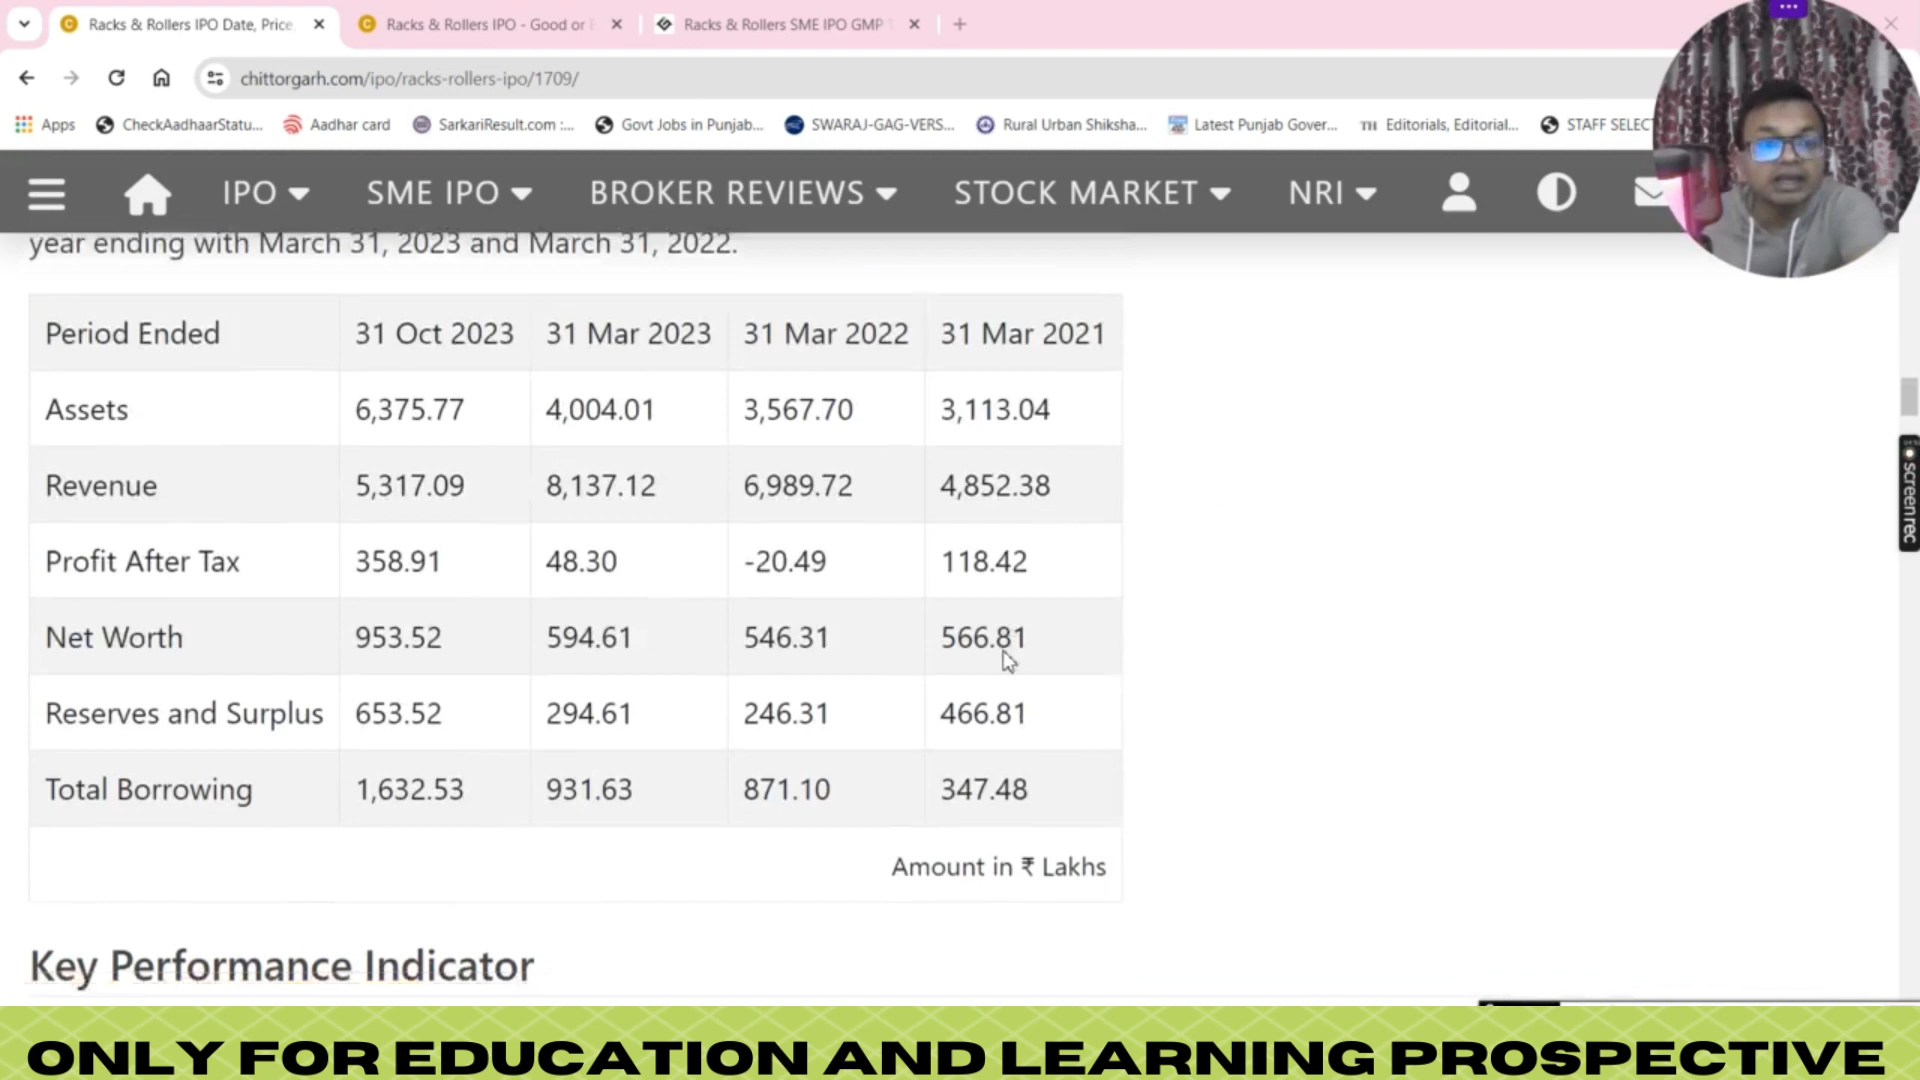 Racks & Rollers IPO Date, Price,
Racks & Rollers IPO - Good or
Racks & Rollers SME IPO GMP
chittorgarh.com/ipo/racks-rollers-ipo/1709/
Apps
CheckAadhaarStatu...
Aadhar card
SarkariResult.com :...
Govt Jobs in Punjab...
SWARAJ-GAG-VERS...
Rural Urban Shiksha...
Latest Punjab Gover...
TH Editorials, Editorial...
STAFF SELECT
IPO
SME IPO
BROKER REVIEWS
STOCK MARKET
NRI
year ending with March 31, 2023 and March 31, 2022.
Period Ended 31 Oct 2023 31 Mar 2023 31 Mar 2022 31 Mar 2021
Assets 6,375.77 4,004.01 3,567.70 3,113.04
Revenue 5,317.09 8,137.12 6,989.72 4,852.38
Profit After Tax 358.91 48.30 -20.49 118.42
Net Worth 953.52 594.61 546.31 566.81
Reserves and Surplus 653.52 294.61 246.31 466.81
Total Borrowing 1,632.53 931.63 871.10 347.48
Amount in ₹ Lakhs
Key Performance Indicator
screenrec
ONLY FOR EDUCATION AND LEARNING PROSPECTIVE